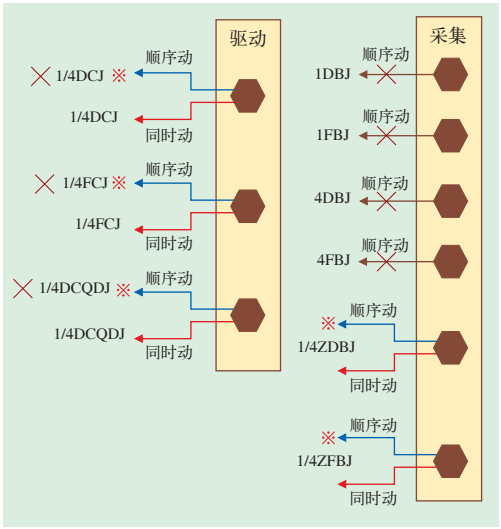 驱动
顺序动
1/4DCJ ※
1/4DCJ
同时动
顺序动
1/4FCJ ※
1/4FCJ
同时动
顺序动
1/4DCQDJ ※
1/4DCQDJ
同时动
采集
顺序动
1DBJ
顺序动
1FBJ
顺序动
4DBJ
顺序动
4FBJ
顺序动
※
1/4ZDBJ
同时动
顺序动
※
1/4ZFBJ
同时动